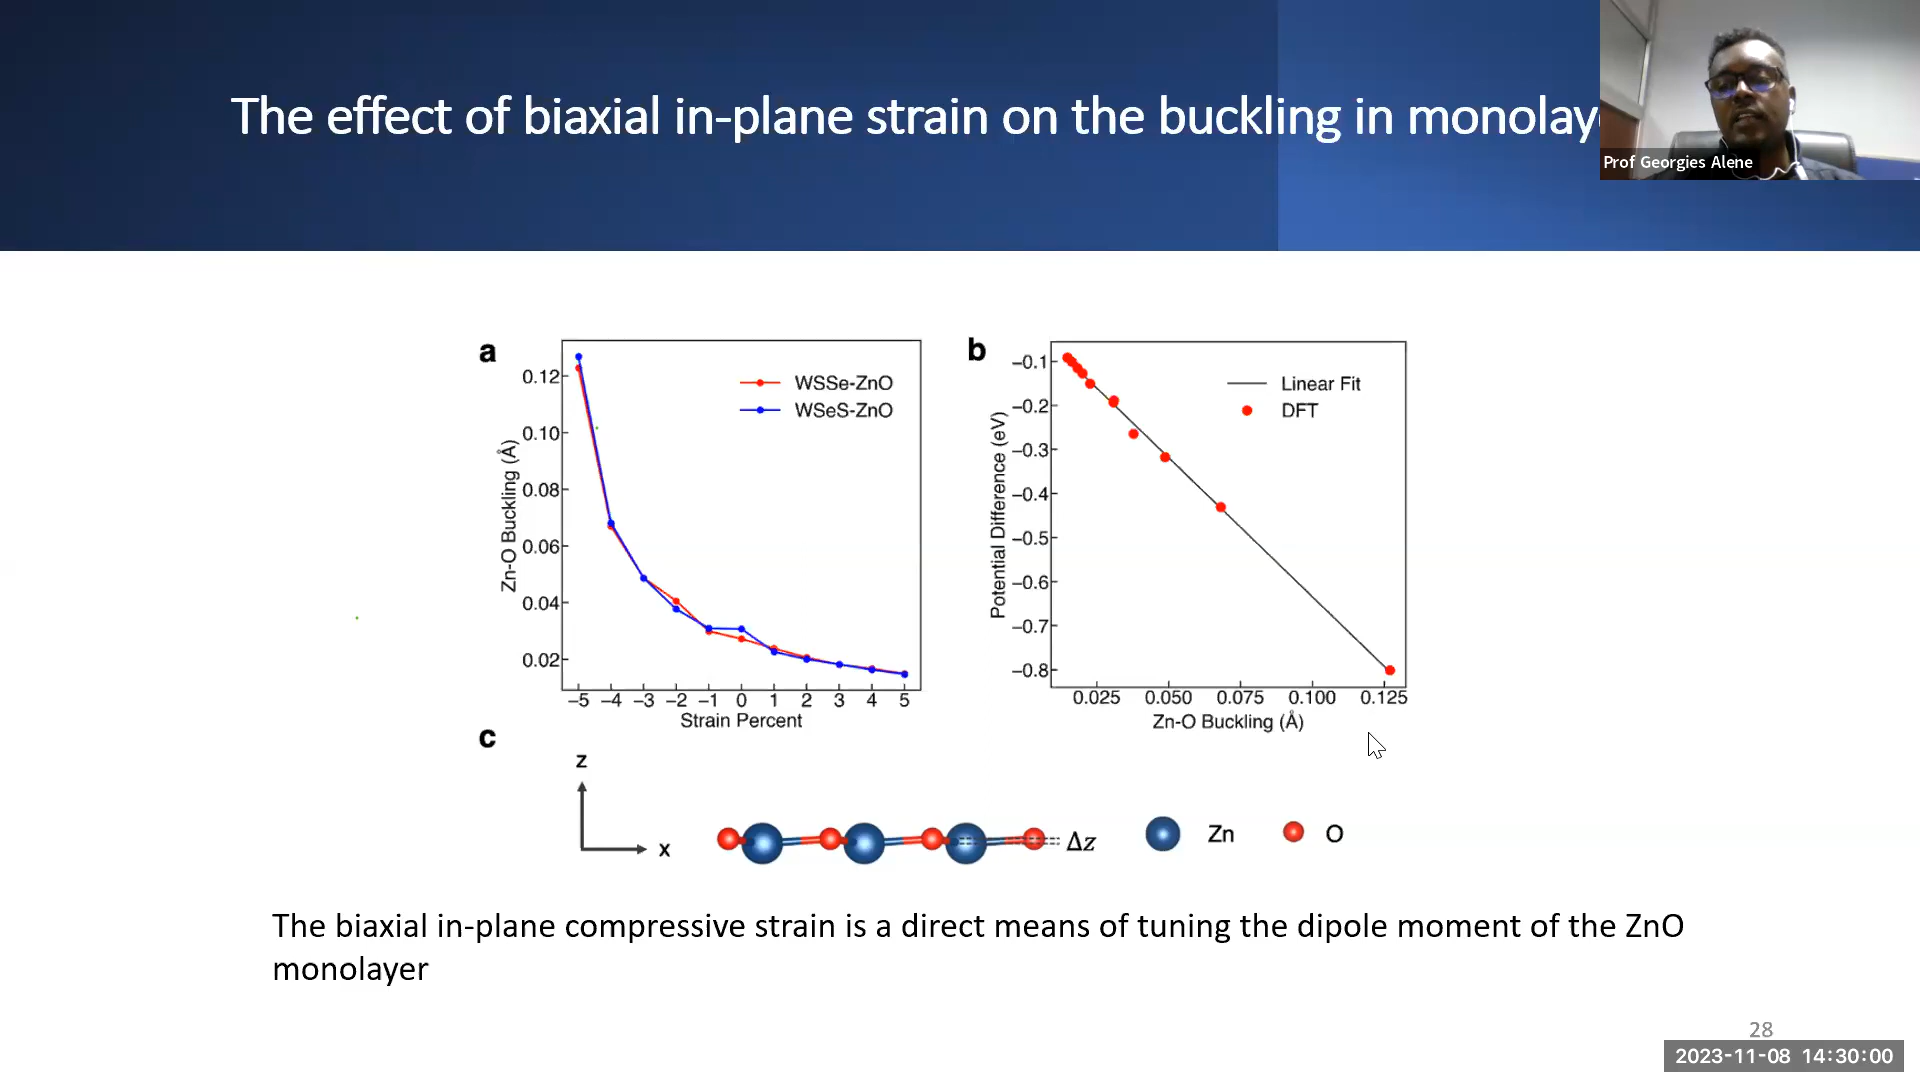 The effect of biaxial in-plane strain on the buckling in monolay
Prof Georgies Alene
a
0.12
0.10
0.08
0.06
0.04
0.02
Zn-O Buckling (Å)
WSSe-ZnO
WSeS-ZnO
−5 −4 −3 −2 −1 0 1 2 3 4 5
Strain Percent
b
−0.1
−0.2
−0.3
−0.4
−0.5
−0.6
−0.7
−0.8
Potential Difference (eV)
Linear Fit
DFT
0.025 0.050 0.075 0.100 0.125
Zn-O Buckling (Å)
c
z
x
Δz
Zn
O
The biaxial in-plane compressive strain is a direct means of tuning the dipole moment of the ZnO
monolayer
28
2023-11-08 14:30:00